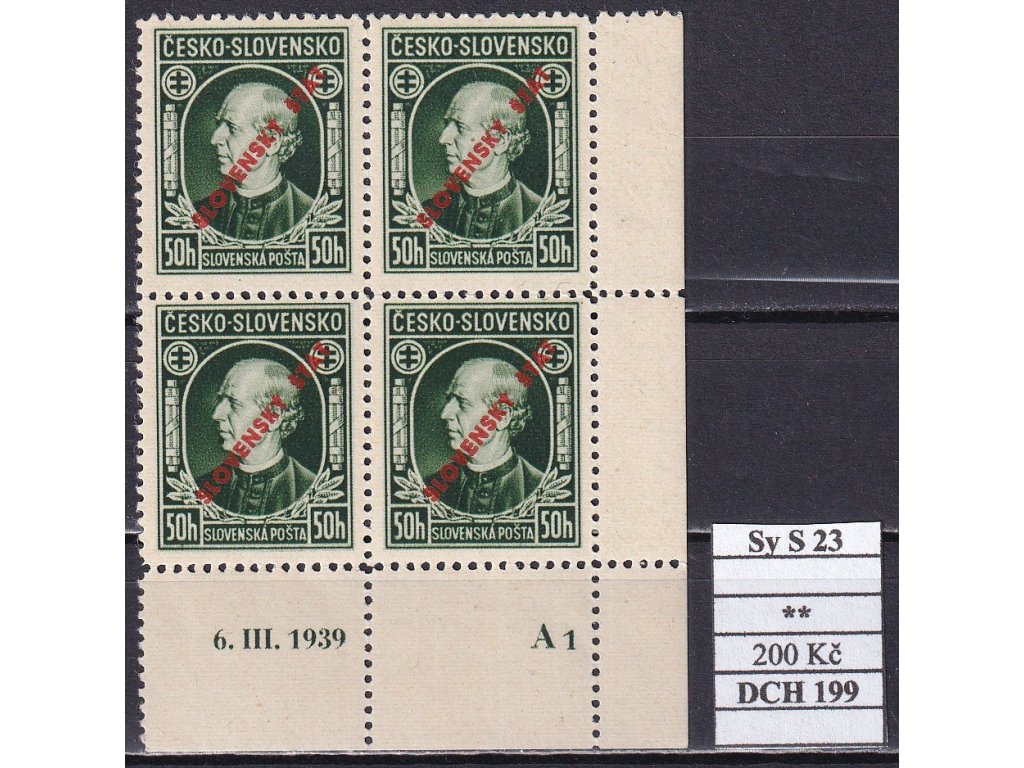 ČESKO-SLOVENSKO ČESKO-SLOVENSKO
SLOVENSKÝ ŠTÁT SLOVENSKÝ ŠTÁT
50h SLOVENSKÁ POŠTA 50h 50h SLOVENSKÁ POŠTA 50h
ČESKO-SLOVENSKO ČESKO-SLOVENSKO
SLOVENSKÝ ŠTÁT SLOVENSKÝ ŠTÁT
50h SLOVENSKÁ POŠTA 50h 50h SLOVENSKÁ POŠTA 50h
6. III. 1939 A 1
Sy S 23
**
200 Kč
DCH 199